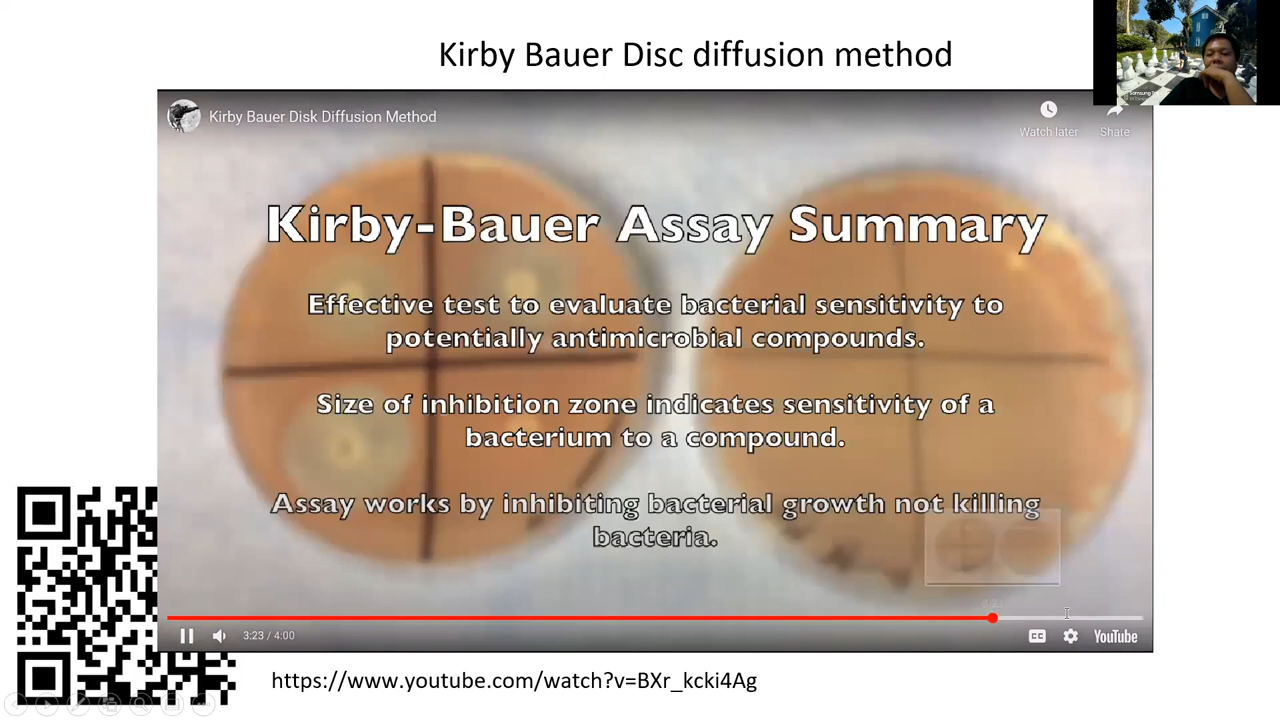 Kirby Bauer Disc diffusion method
Kirby Bauer Disk Diffusion Method
Watch later
Share
Kirby-Bauer Assay Summary
Effective test to evaluate bacterial sensitivity to
potentially antimicrobial compounds.
Size of inhibition zone indicates sensitivity of a
bacterium to a compound.
Assay works by inhibiting bacterial growth not killing
bacteria.
3:23 / 4:00
CC
YouTube
https://www.youtube.com/watch?v=BXr_kcki4Ag